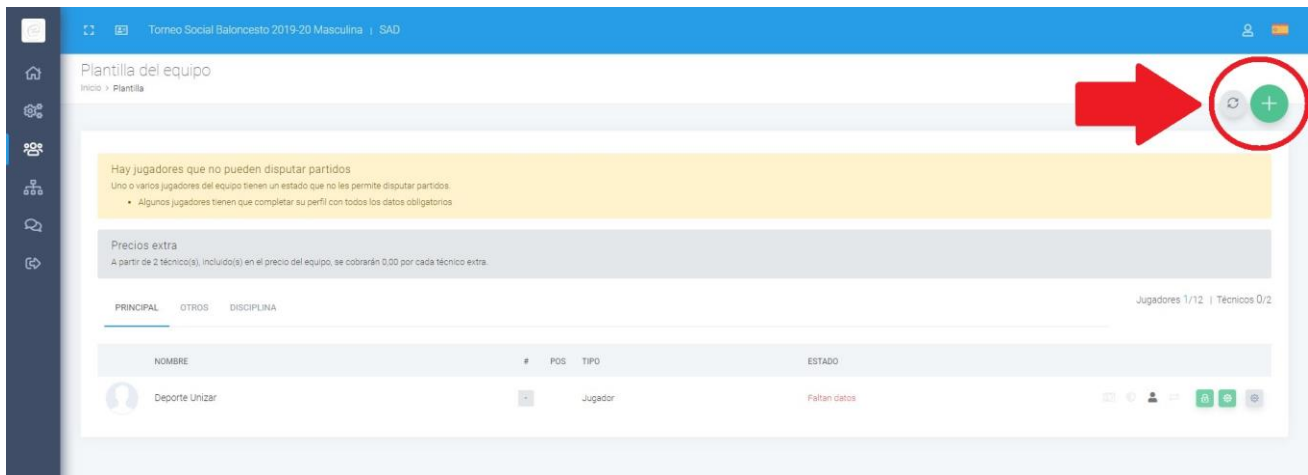 Torneo Social Baloncesto 2019-20 Masculina | SAD
Plantilla del equipo
Inicio > Plantilla
Hay jugadores que no pueden disputar partidos
Uno o varios jugadores del equipo tienen un estado que no les permite disputar partidos.
• Algunos jugadores tienen que completar su perfil con todos los datos obligatorios
Precios extra
A partir de 2 técnico(s), incluido(s) en el precio del equipo, se cobrarán 0,00 por cada técnico extra.
PRINCIPAL OTROS DISCIPLINA Jugadores 1/12 | Técnicos 0/2
NOMBRE # POS TIPO ESTADO
Deporte Unizar - Jugador Faltan datos